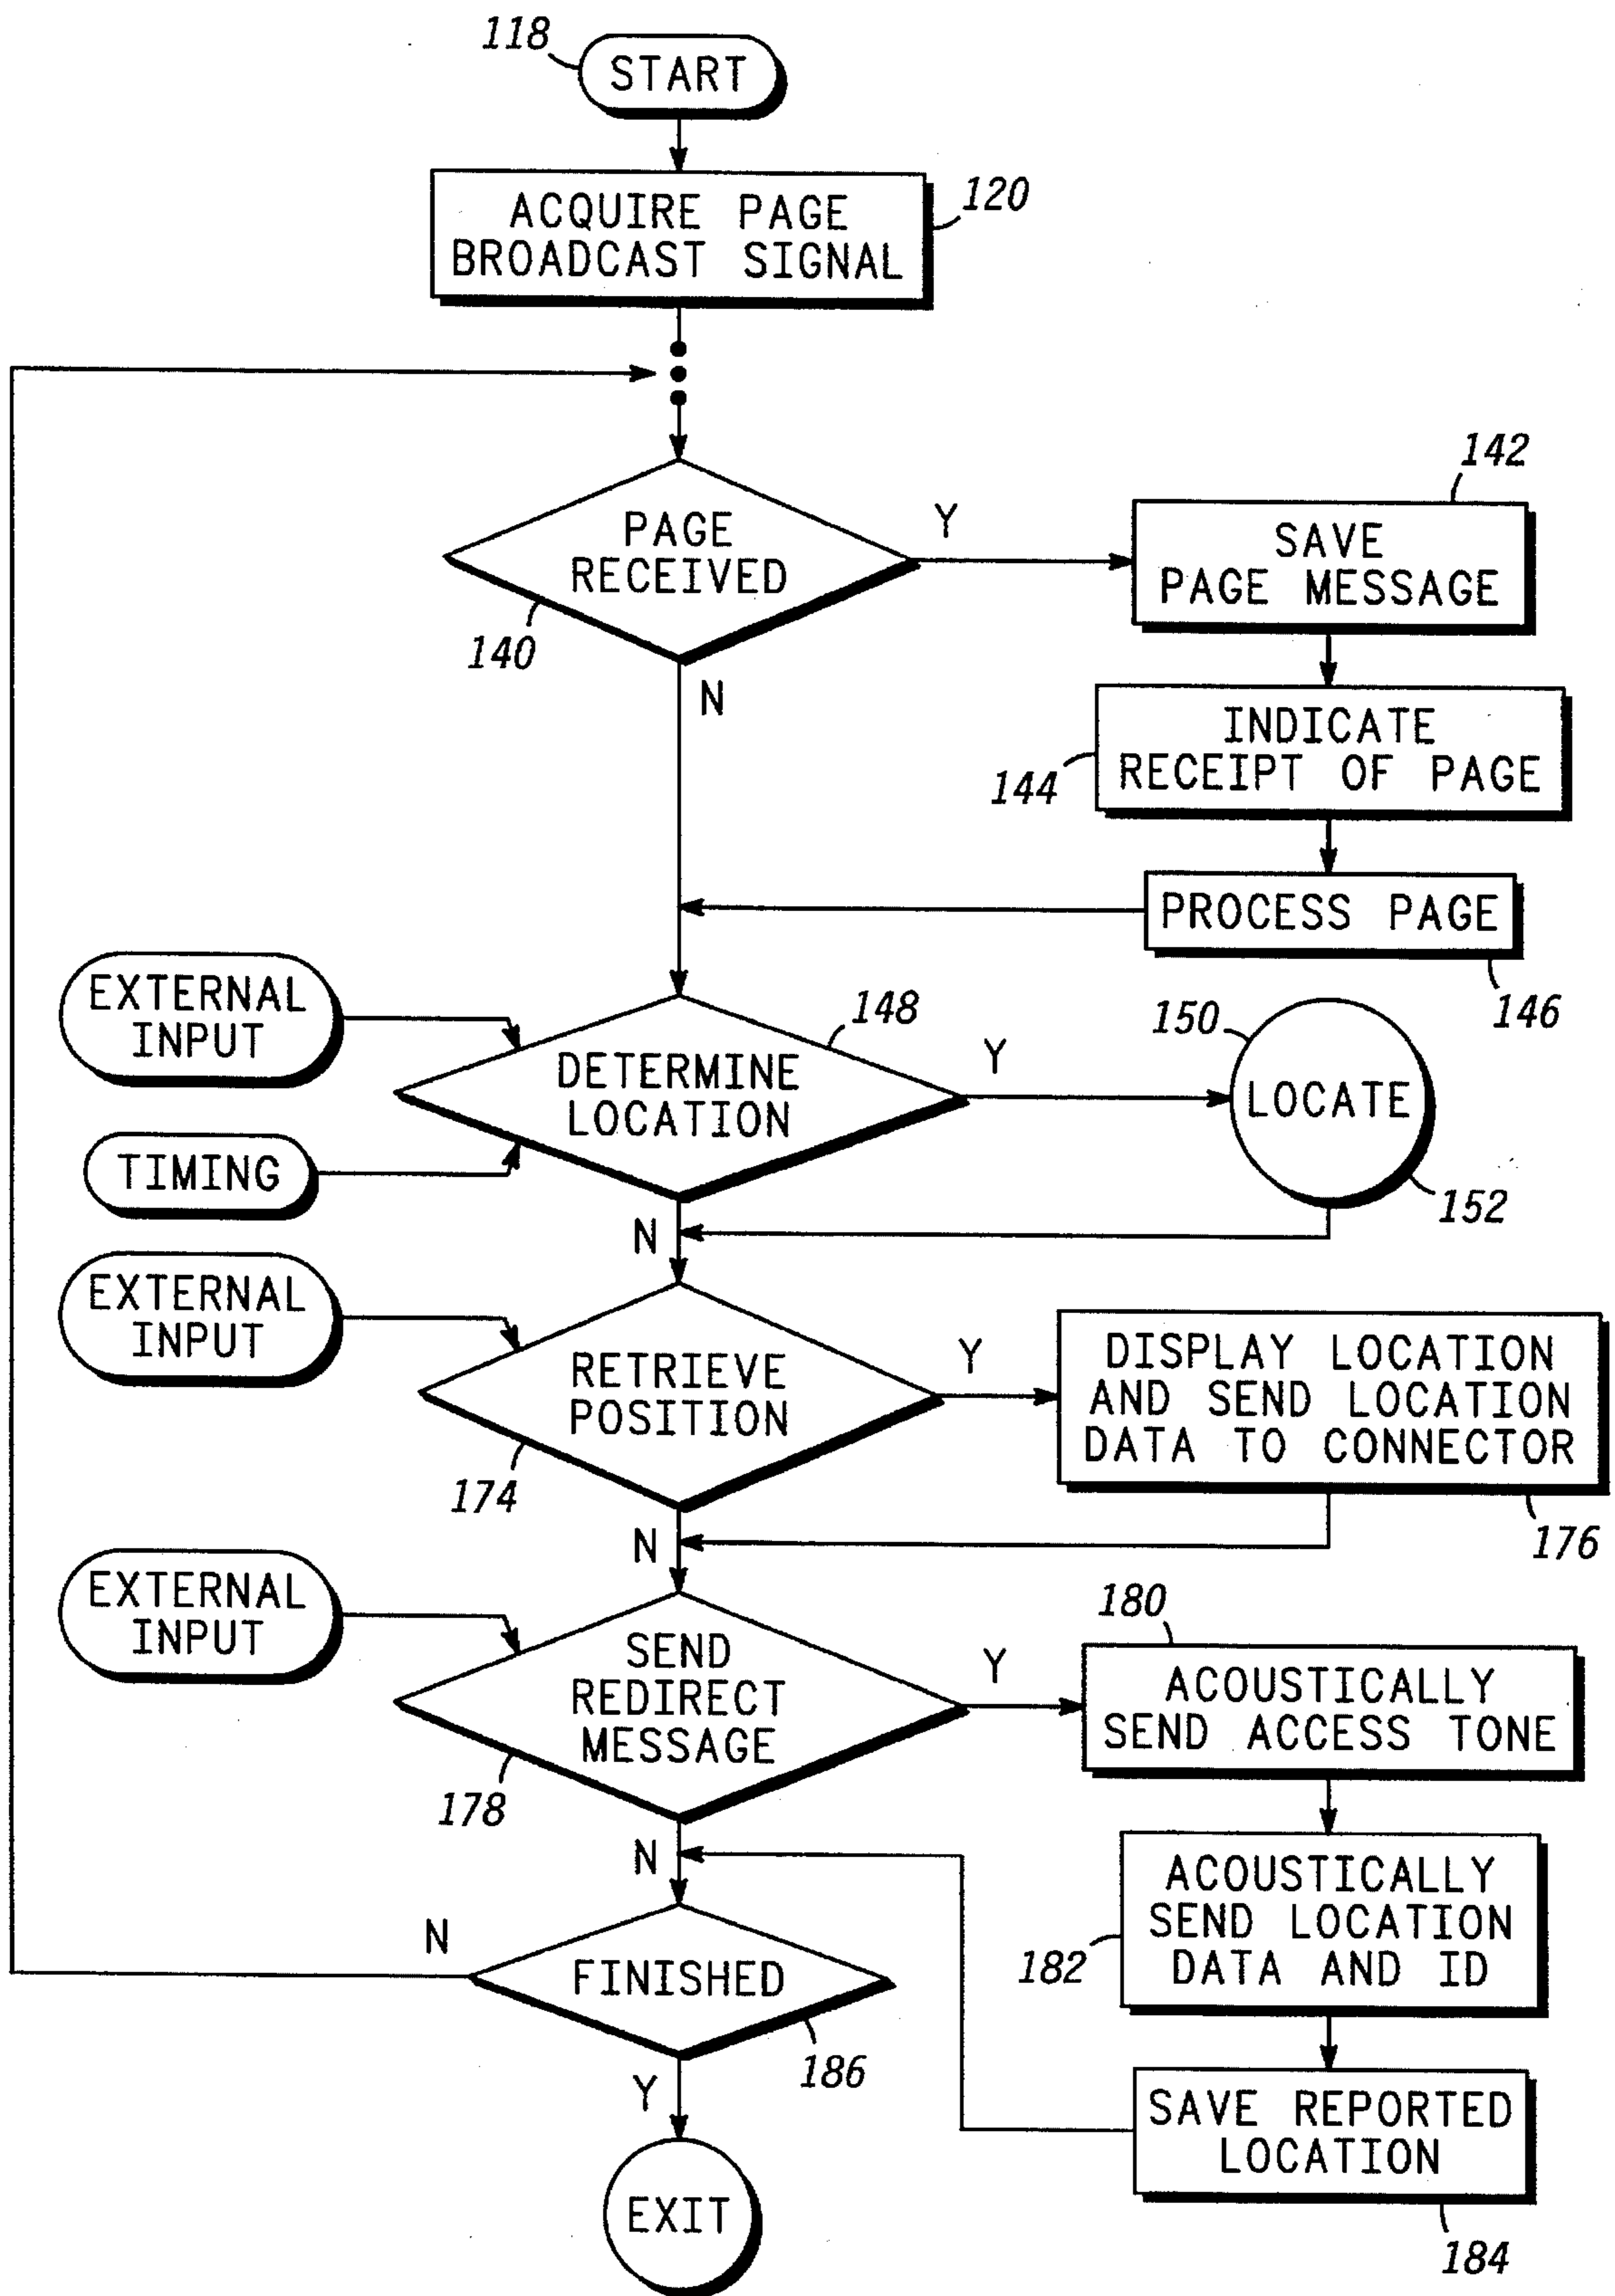 118
START
ACQUIRE PAGE
BROADCAST SIGNAL
120
PAGE
RECEIVED
140
Y
N
142
SAVE
PAGE MESSAGE
144
INDICATE
RECEIPT OF PAGE
PROCESS PAGE
146
EXTERNAL
INPUT
TIMING
148
DETERMINE
LOCATION
Y
N
150
LOCATE
152
EXTERNAL
INPUT
RETRIEVE
POSITION
174
Y
N
DISPLAY LOCATION
AND SEND LOCATION
DATA TO CONNECTOR
176
EXTERNAL
INPUT
SEND
REDIRECT
MESSAGE
178
Y
N
180
ACOUSTICALLY
SEND ACCESS TONE
ACOUSTICALLY
SEND LOCATION
DATA AND ID
182
SAVE REPORTED
LOCATION
184
N
FINISHED
186
Y
EXIT